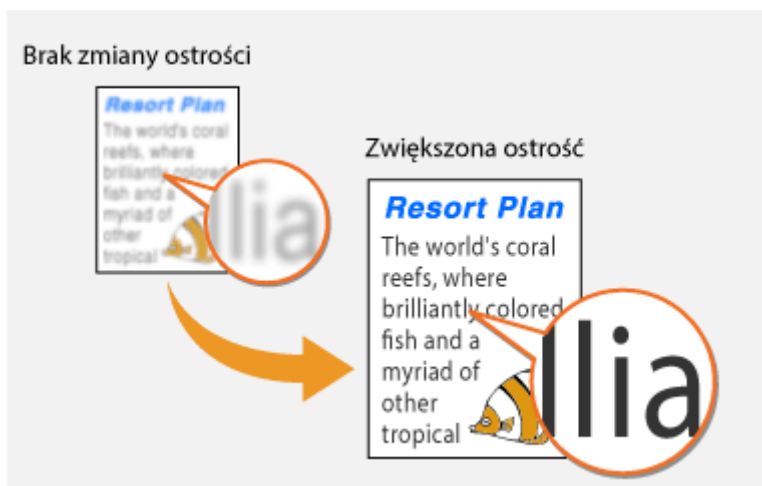 Brak zmiany ostrości
Resort Plan
The world's coral
reefs, where
brilliantly colored
fish and a
myriad of
other
tropical
llia
Zwiększona ostrość
Resort Plan
The world's coral
reefs, where
brilliantly colored
fish and a
myriad of
other
tropical
llia